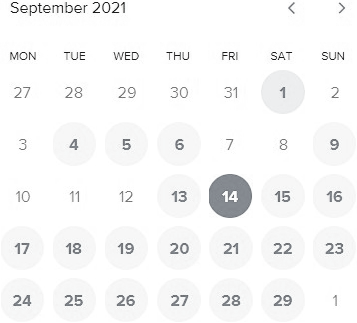 September 2021
MON TUE WED THU FRI SAT SUN
27 28 29 30 31 1 2
3 4 5 6 7 8 9
10 11 12 13 14 15 16
17 18 19 20 21 22 23
24 25 26 27 28 29 1